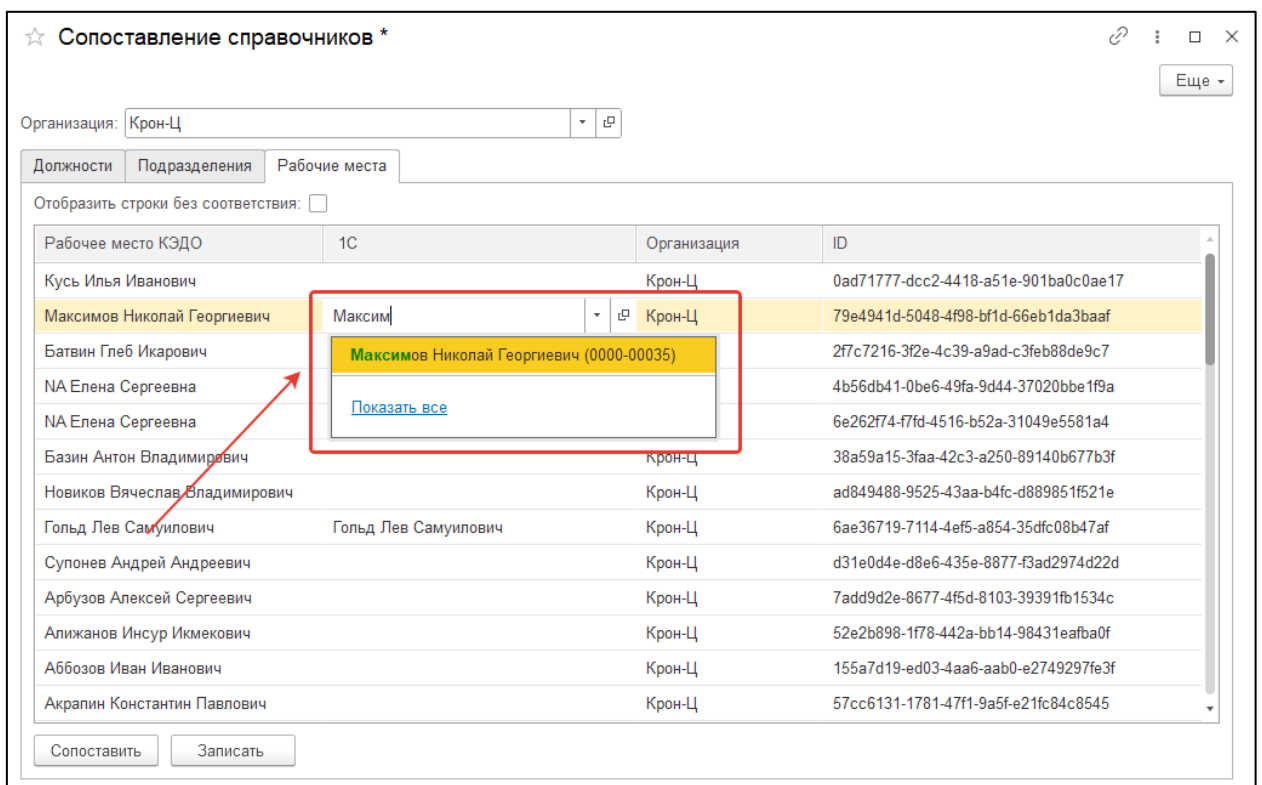 Сопоставление справочников *
Еще
Организация: Крон-Ц
Должности Подразделения Рабочие места
Отобразить строки без соответствия:
Рабочее место КЭДО 1С Организация ID
Кусь Илья Иванович Крон-Ц 0ad71777-dcc2-4418-a51e-901ba0c0ae17
Максимов Николай Георгиевич Максим Крон-Ц 79e4941d-5048-4f98-bf1d-66eb1da3baaf
Батвин Глеб Икарович Максимов Николай Георгиевич (0000-00035) 2f7c7216-3f2e-4c39-a9ad-c3feb88de9c7
NA Елена Сергеевна 4b56db41-0be6-49fa-9d44-37020bbe1f9a
Показать все
NA Елена Сергеевна 6e262f74-f7fd-4516-b52a-31049e5581a4
Базин Антон Владимирович Крон-Ц 38a59a15-3faa-42c3-a250-89140b677b3f
Новиков Вячеслав Владимирович Крон-Ц ad849488-9525-43aa-b4fc-d889851f521e
Гольд Лев Самуилович Гольд Лев Самуилович Крон-Ц 6ae36719-7114-4ef5-a854-35dfc08b47af
Супонев Андрей Андреевич Крон-Ц d31e0d4e-d8e6-435e-8877-f3ad2974d22d
Арбузов Алексей Сергеевич Крон-Ц 7add9d2e-8677-4f5d-8103-39391fb1534c
Алижанов Инсур Икмекович Крон-Ц 52e2b898-1f78-442a-bb14-98431eafba0f
Аббозов Иван Иванович Крон-Ц 155a7d19-ed03-4aa6-aab0-e2749297fe3f
Акрапин Константин Павлович Крон-Ц 57cc6131-1781-47f1-9a5f-e21fc84c8545
Сопоставить Записать